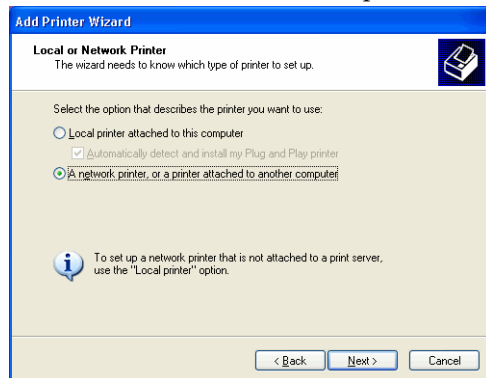 Add Printer Wizard
Local or Network Printer
The wizard needs to know which type of printer to set up.
Select the option that describes the printer you want to use:
Local printer attached to this computer
Automatically detect and install my Plug and Play printer
A network printer, or a printer attached to another computer
To set up a network printer that is not attached to a print server,
use the "Local printer" option.
< Back Next > Cancel